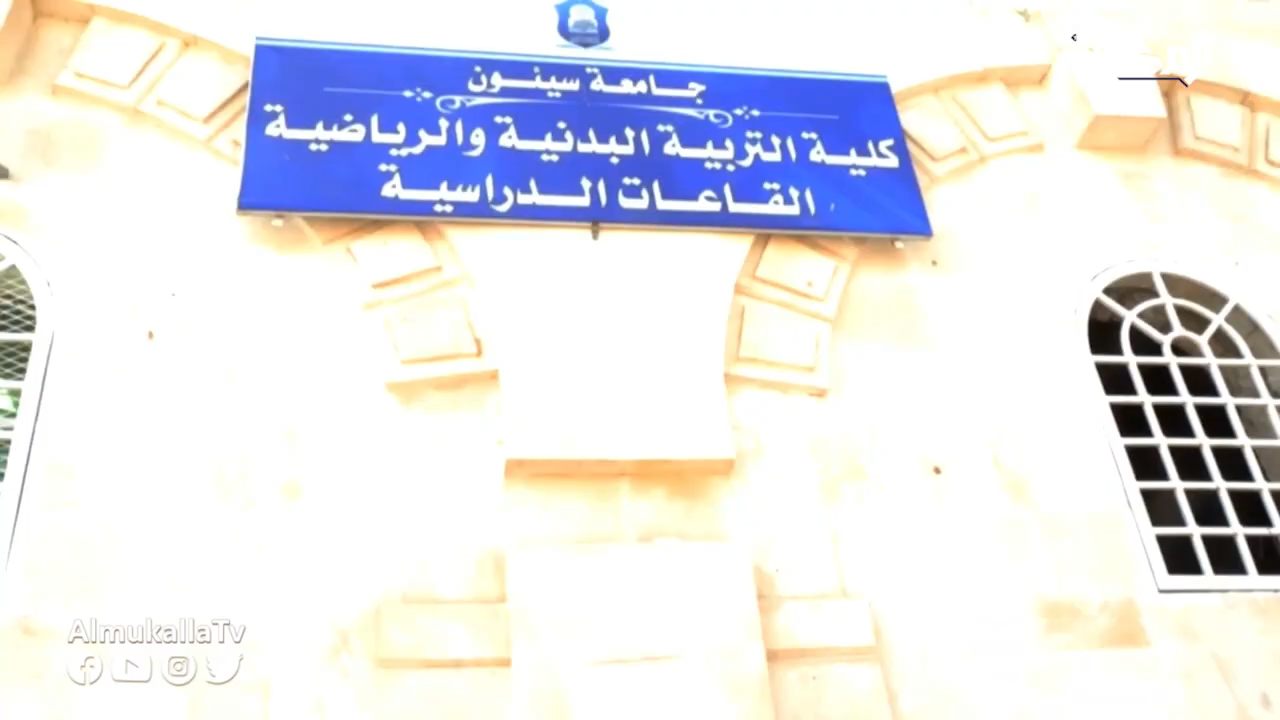 جامعة سيئون
كلية التربية البدنية والرياضية
القاعات الدراسية
AlmukallaTv